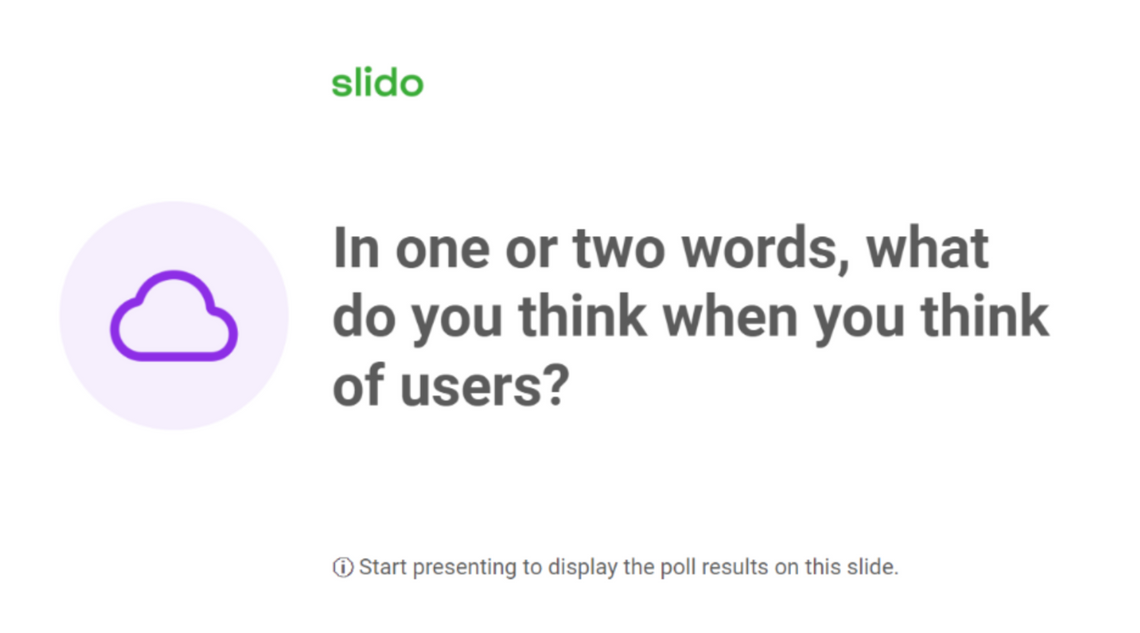 slido
In one or two words, what
do you think when you think
of users?
ⓘ Start presenting to display the poll results on this slide.